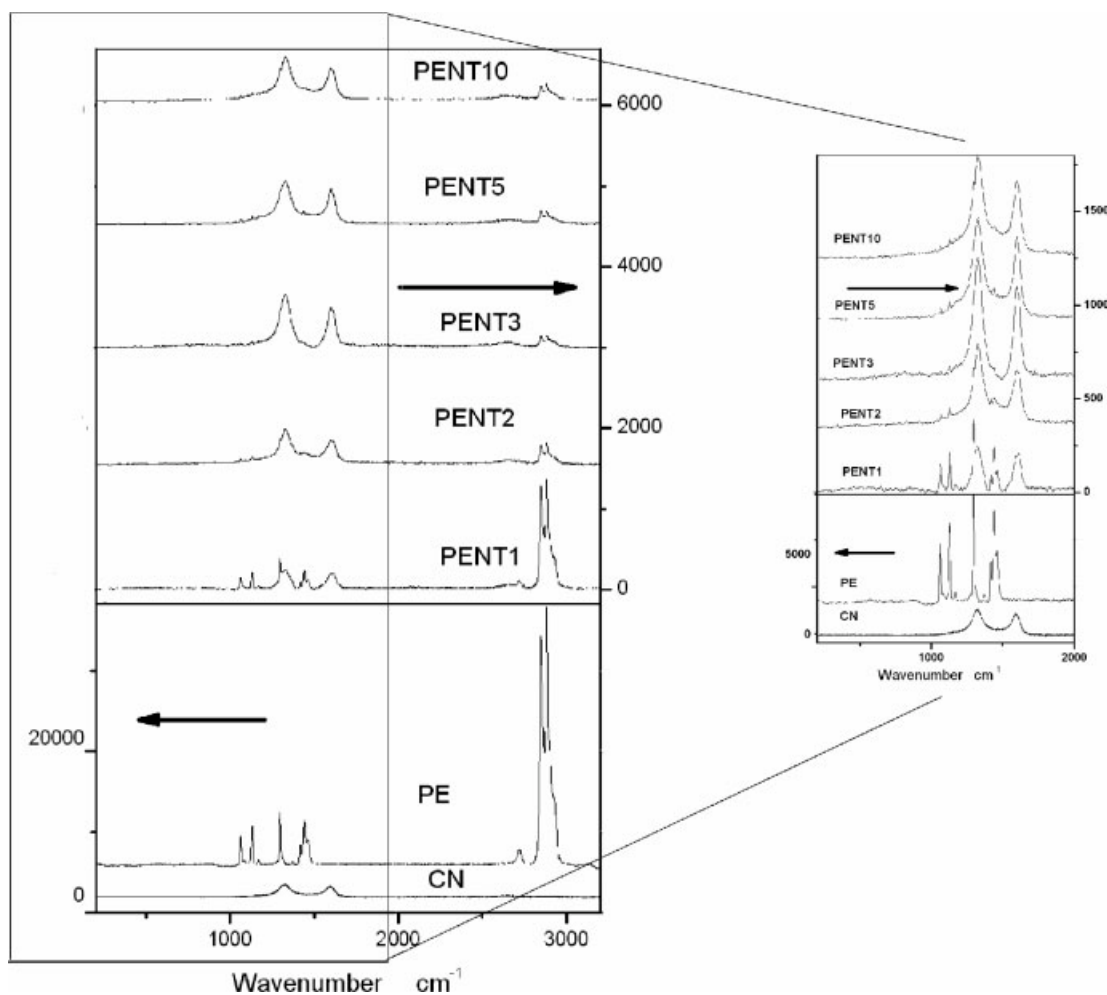 PENT10
6000
PENT5
4000
PENT3
PENT2
2000
PENT1
0
20000
PE
CN
0
1000
2000
3000
Wavenumber cm-1
PENT10
1500
PENT5
1000
PENT3
PENT2
500
PENT1
0
5000
PE
CN
0
1000
2000
Wavenumber cm-1